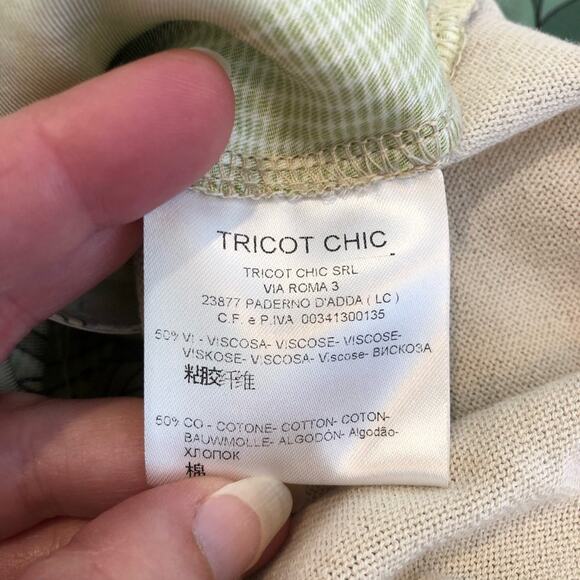 TRICOT CHIC
TRICOT CHIC SRL
VIA ROMA 3
23877 PADERNO D'ADDA ( LC )
C.F. e P.IVA 00341300135
50% VI - VISCOSA- VISCOSE- VISCOSE-
VISKOSE- VISCOSA- Viscose- ВИСКОЗА
粘胶纤维
50% CO - COTONE- COTTON- COTON-
BAUMWOLLE- ALGODÓN- Algodão-
ХЛОПОК
棉